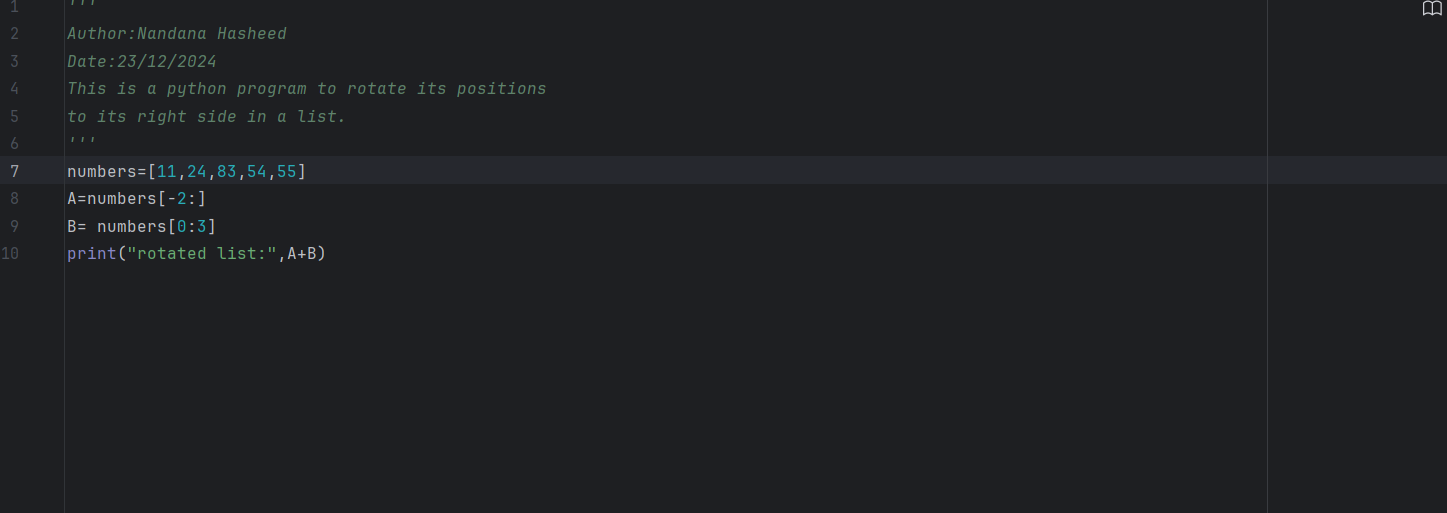 1 '''
2 Author:Nandana Hasheed
3 Date:23/12/2024
4 This is a python program to rotate its positions
5 to its right side in a list.
6 '''
7 numbers=[11,24,83,54,55]
8 A=numbers[-2:]
9 B= numbers[0:3]
10 print("rotated list:",A+B)